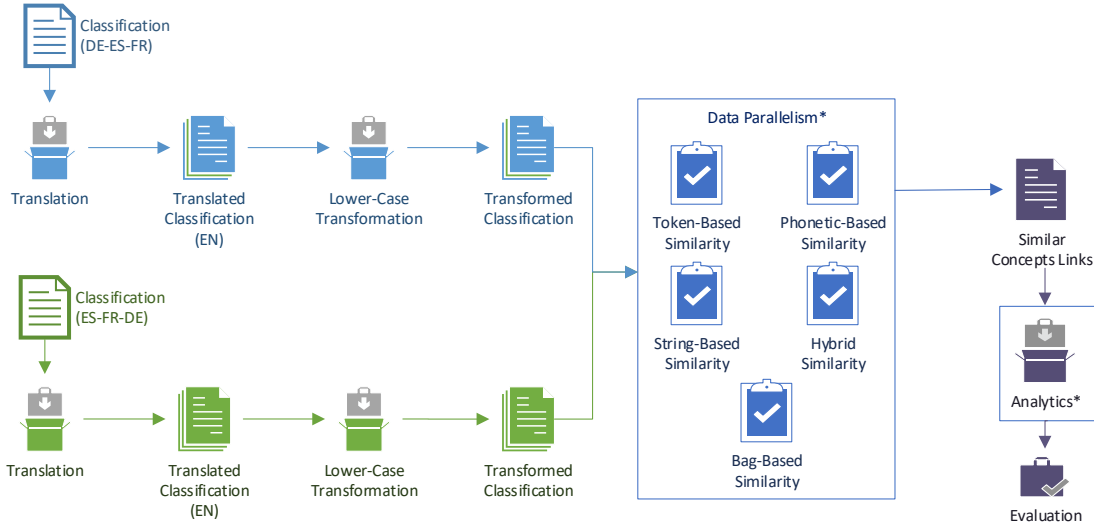 Classification
(DE-ES-FR)
Translation
Translated
Classification
(EN)
Lower-Case
Transformation
Transformed
Classification
Classification
(ES-FR-DE)
Translation
Translated
Classification
(EN)
Lower-Case
Transformation
Transformed
Classification
Data Parallelism*
Token-Based
Similarity
Phonetic-Based
Similarity
String-Based
Similarity
Hybrid
Similarity
Bag-Based
Similarity
Similar
Concepts Links
Analytics*
Evaluation